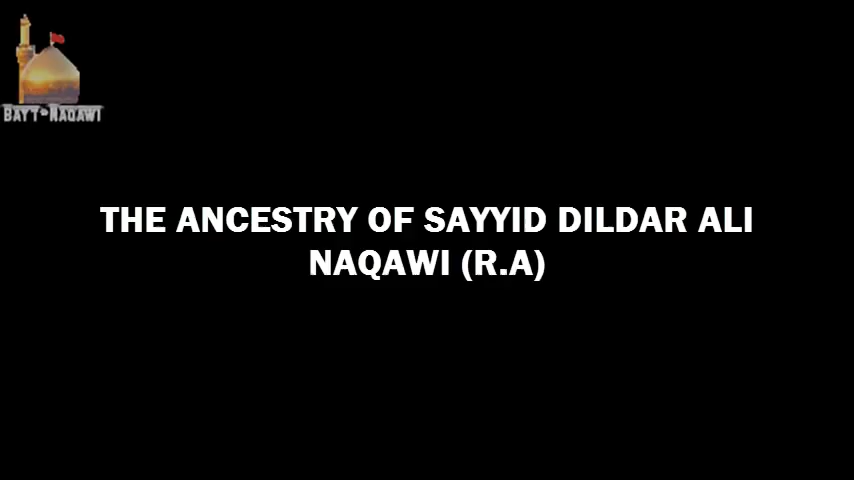 BAYT-NAQAWI
THE ANCESTRY OF SAYYID DILDAR ALI
NAQAWI (R.A)